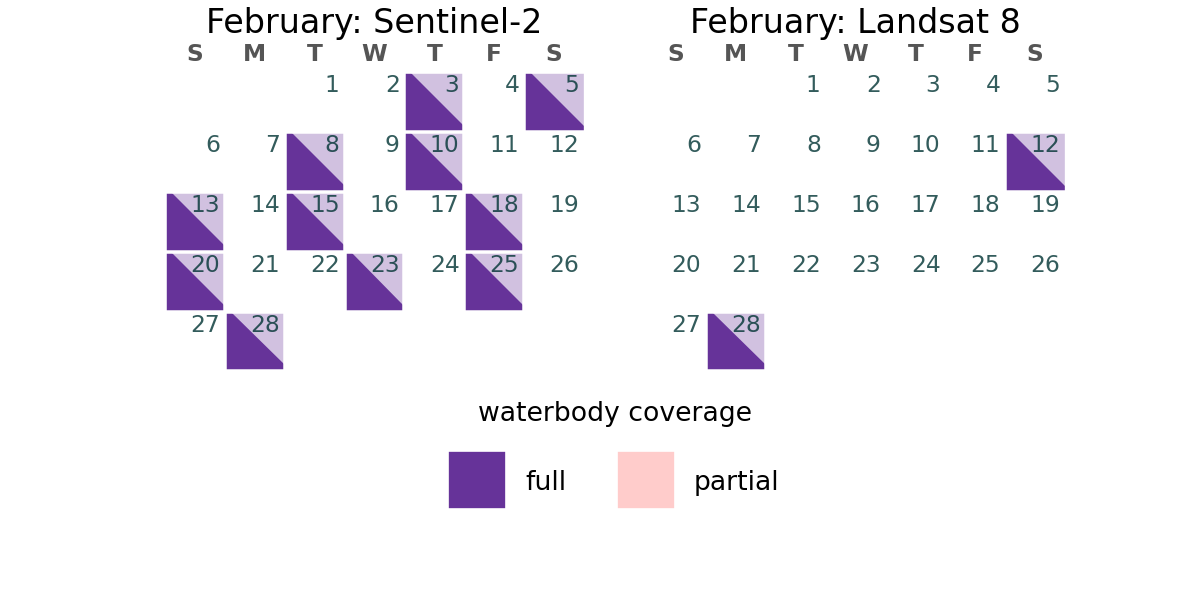 February: Sentinel-2
S M T W T F S
1 2 3 4 5
6 7 8 9 10 11 12
13 14 15 16 17 18 19
20 21 22 23 24 25 26
27 28
February: Landsat 8
S M T W T F S
1 2 3 4 5
6 7 8 9 10 11 12
13 14 15 16 17 18 19
20 21 22 23 24 25 26
27 28
waterbody coverage
full partial